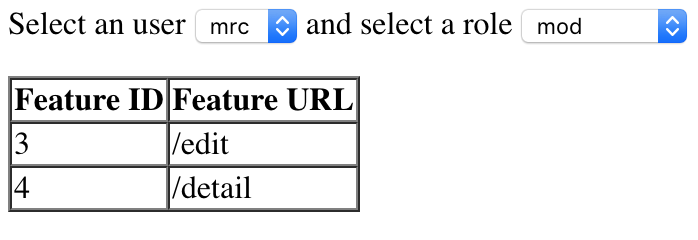 Select an user mrc and select a role mod
Feature ID Feature URL
3 /edit
4 /detail